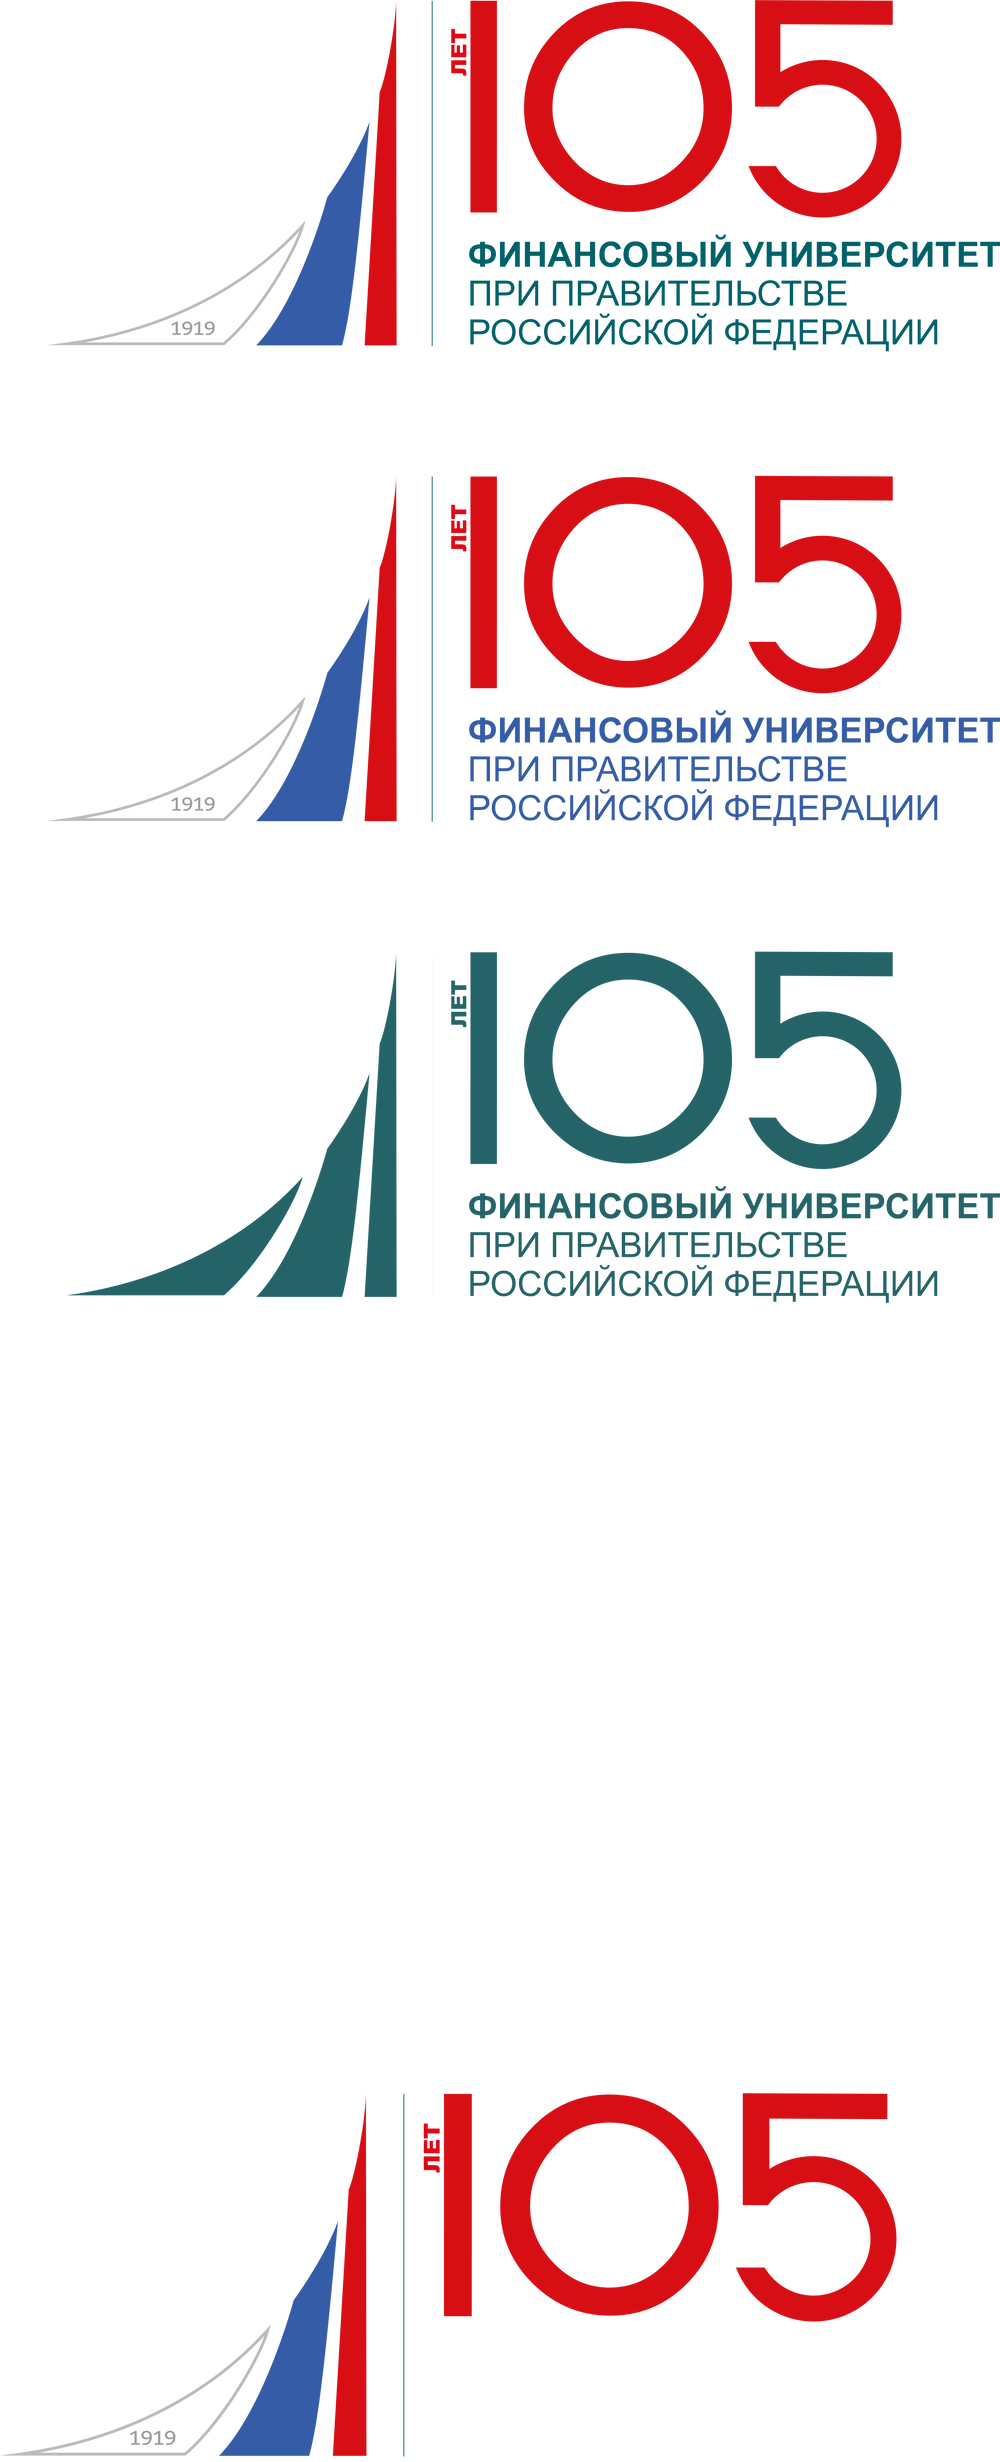 ЛЕТ
105
ФИНАНСОВЫЙ УНИВЕРСИТЕТ
ПРИ ПРАВИТЕЛЬСТВЕ
РОССИЙСКОЙ ФЕДЕРАЦИИ
1919
ЛЕТ
105
ФИНАНСОВЫЙ УНИВЕРСИТЕТ
ПРИ ПРАВИТЕЛЬСТВЕ
РОССИЙСКОЙ ФЕДЕРАЦИИ
1919
ЛЕТ
105
ФИНАНСОВЫЙ УНИВЕРСИТЕТ
ПРИ ПРАВИТЕЛЬСТВЕ
РОССИЙСКОЙ ФЕДЕРАЦИИ
ЛЕТ
105
1919